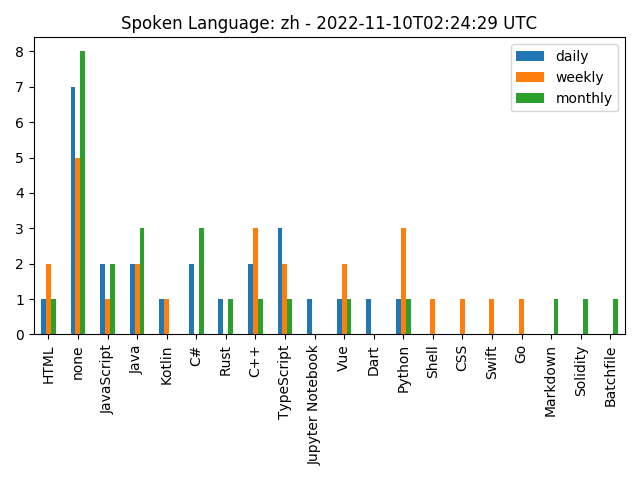 Spoken Language: zh - 2022-11-10T02:24:29 UTC
daily
weekly
monthly
8
7
6
5
4
3
2
1
0
HTML
none
JavaScript
Java
Kotlin
C#
Rust
C++
TypeScript
Jupyter Notebook
Vue
Dart
Python
Shell
CSS
Swift
Go
Markdown
Solidity
Batchfile